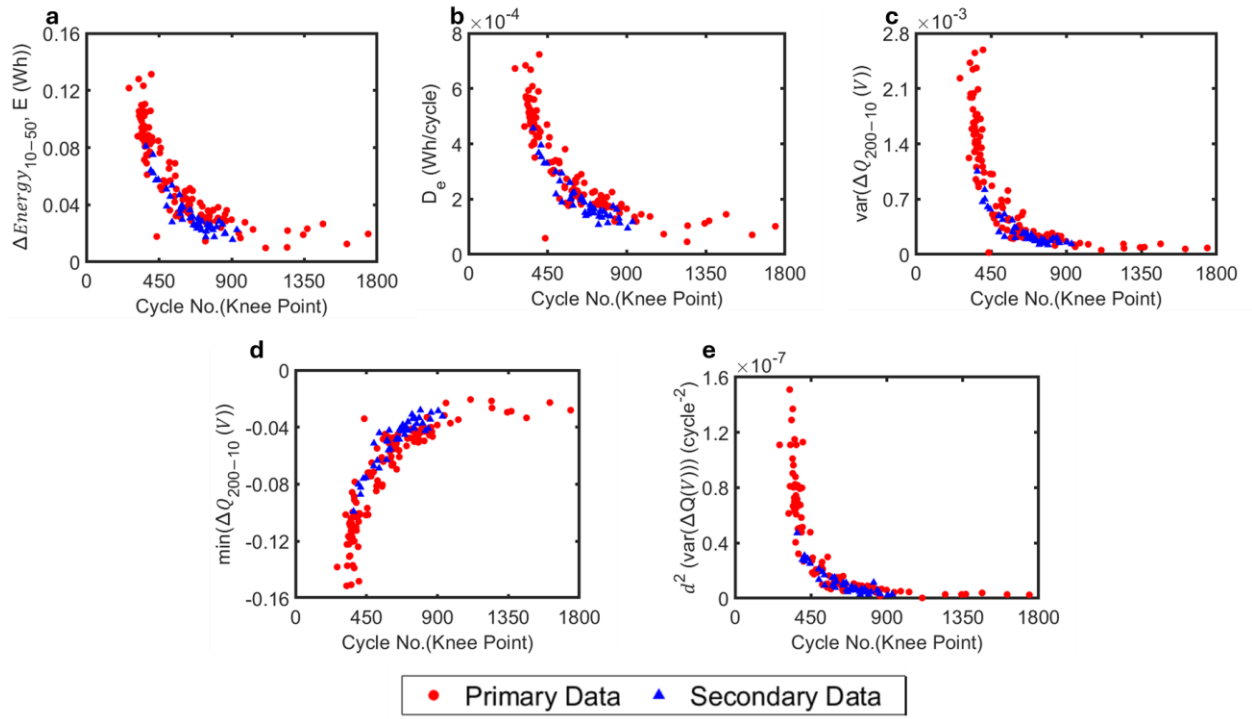 a
0.16
0.12
0.08
0.04
0
ΔEnergy₁₀₋₅₀, E (Wh))
0 450 900 1350 1800
Cycle No.(Knee Point)
b
×10⁻⁴
8
6
4
2
0
Dₑ (Wh/cycle)
0 450 900 1350 1800
Cycle No.(Knee Point)
c
×10⁻³
2.8
2.1
1.4
0.7
0
var(ΔQ₂₀₀₋₁₀ (V))
0 450 900 1350 1800
Cycle No.(Knee Point)
d
0
-0.04
-0.08
-0.12
-0.16
min(ΔQ₂₀₀₋₁₀ (V))
0 450 900 1350 1800
Cycle No.(Knee Point)
e
×10⁻⁷
1.6
1.2
0.8
0.4
0
d² (var(ΔQ(V))) (cycle⁻²)
0 450 900 1350 1800
Cycle No.(Knee Point)
Primary Data Secondary Data